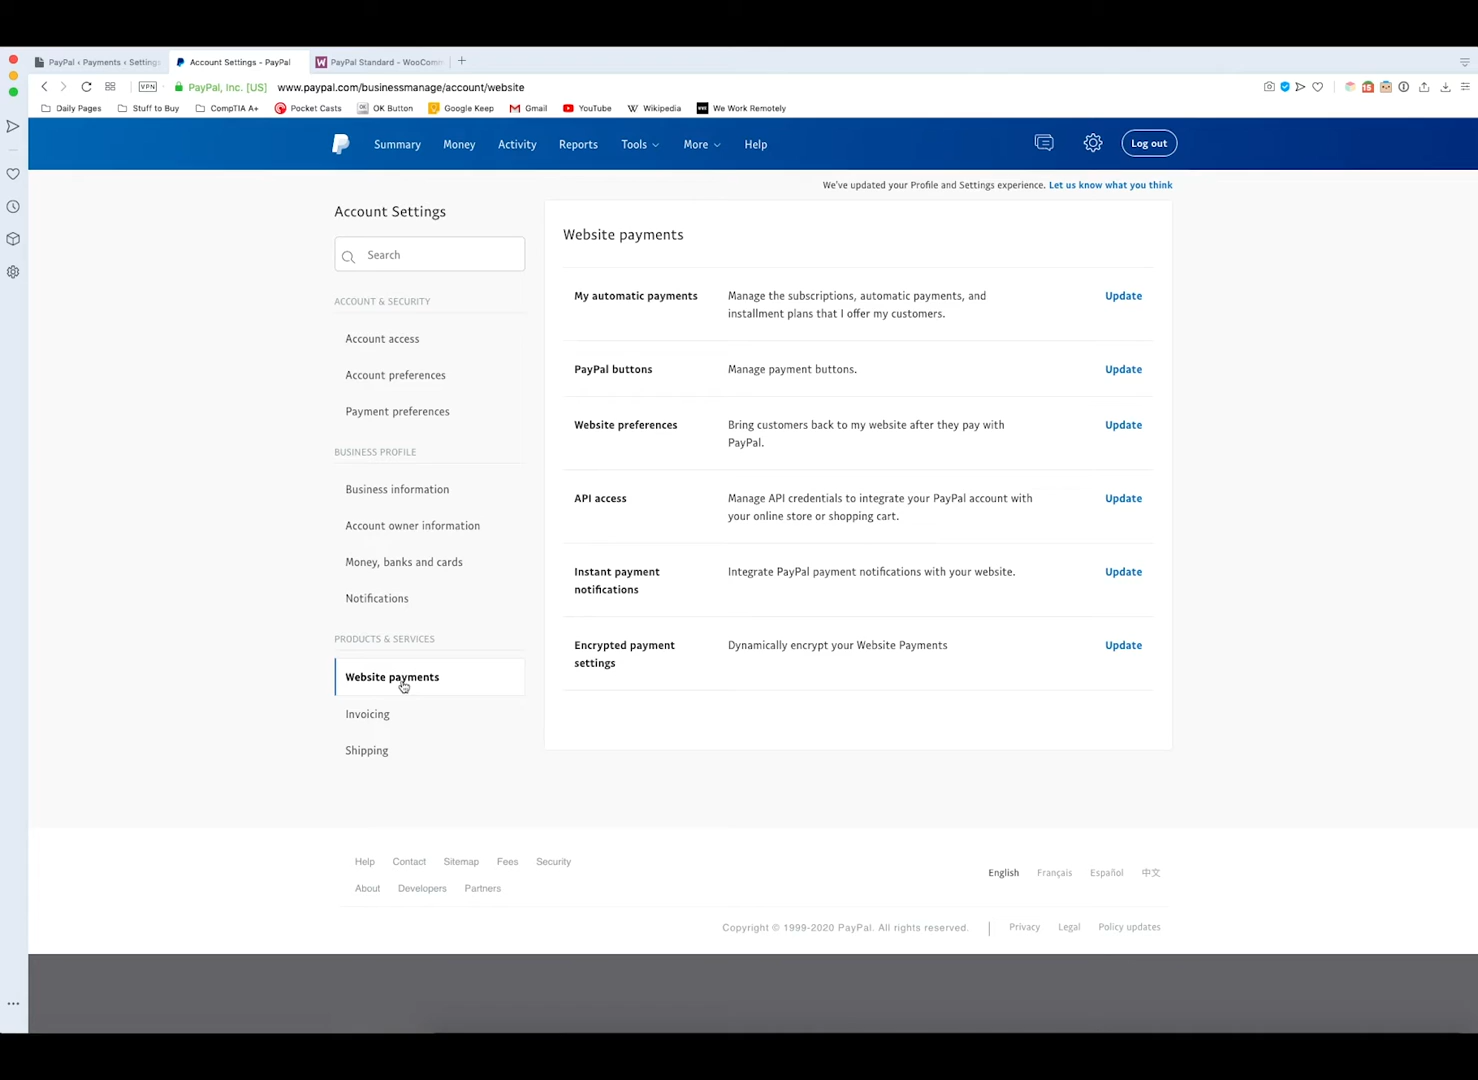 PayPal ‹ Payments ‹ Setting
Account Settings - PayPal
PayPal Standard - WooComm
VPN
PayPal, Inc. [US]
www.paypal.com/businessmanage/account/website
Daily Pages
Stuff to Buy
CompTIA A+
Pocket Casts
OK Button
Google Keep
Gmail
YouTube
Wikipedia
We Work Remotely
Summary
Money
Activity
Reports
Tools
More
Help
Log out
We've updated your Profile and Settings experience. Let us know what you think
Account Settings
Search
ACCOUNT & SECURITY
Account access
Account preferences
Payment preferences
BUSINESS PROFILE
Business information
Account owner information
Money, banks and cards
Notifications
PRODUCTS & SERVICES
Website payments
Invoicing
Shipping
Website payments
My automatic payments
Manage the subscriptions, automatic payments, and
installment plans that I offer my customers.
Update
PayPal buttons
Manage payment buttons.
Update
Website preferences
Bring customers back to my website after they pay with
PayPal.
Update
API access
Manage API credentials to integrate your PayPal account with
your online store or shopping cart.
Update
Instant payment
notifications
Integrate PayPal payment notifications with your website.
Update
Encrypted payment
settings
Dynamically encrypt your Website Payments
Update
Help
Contact
Sitemap
Fees
Security
About
Developers
Partners
English
Français
Español
中文
Copyright © 1999-2020 PayPal. All rights reserved.
Privacy
Legal
Policy updates